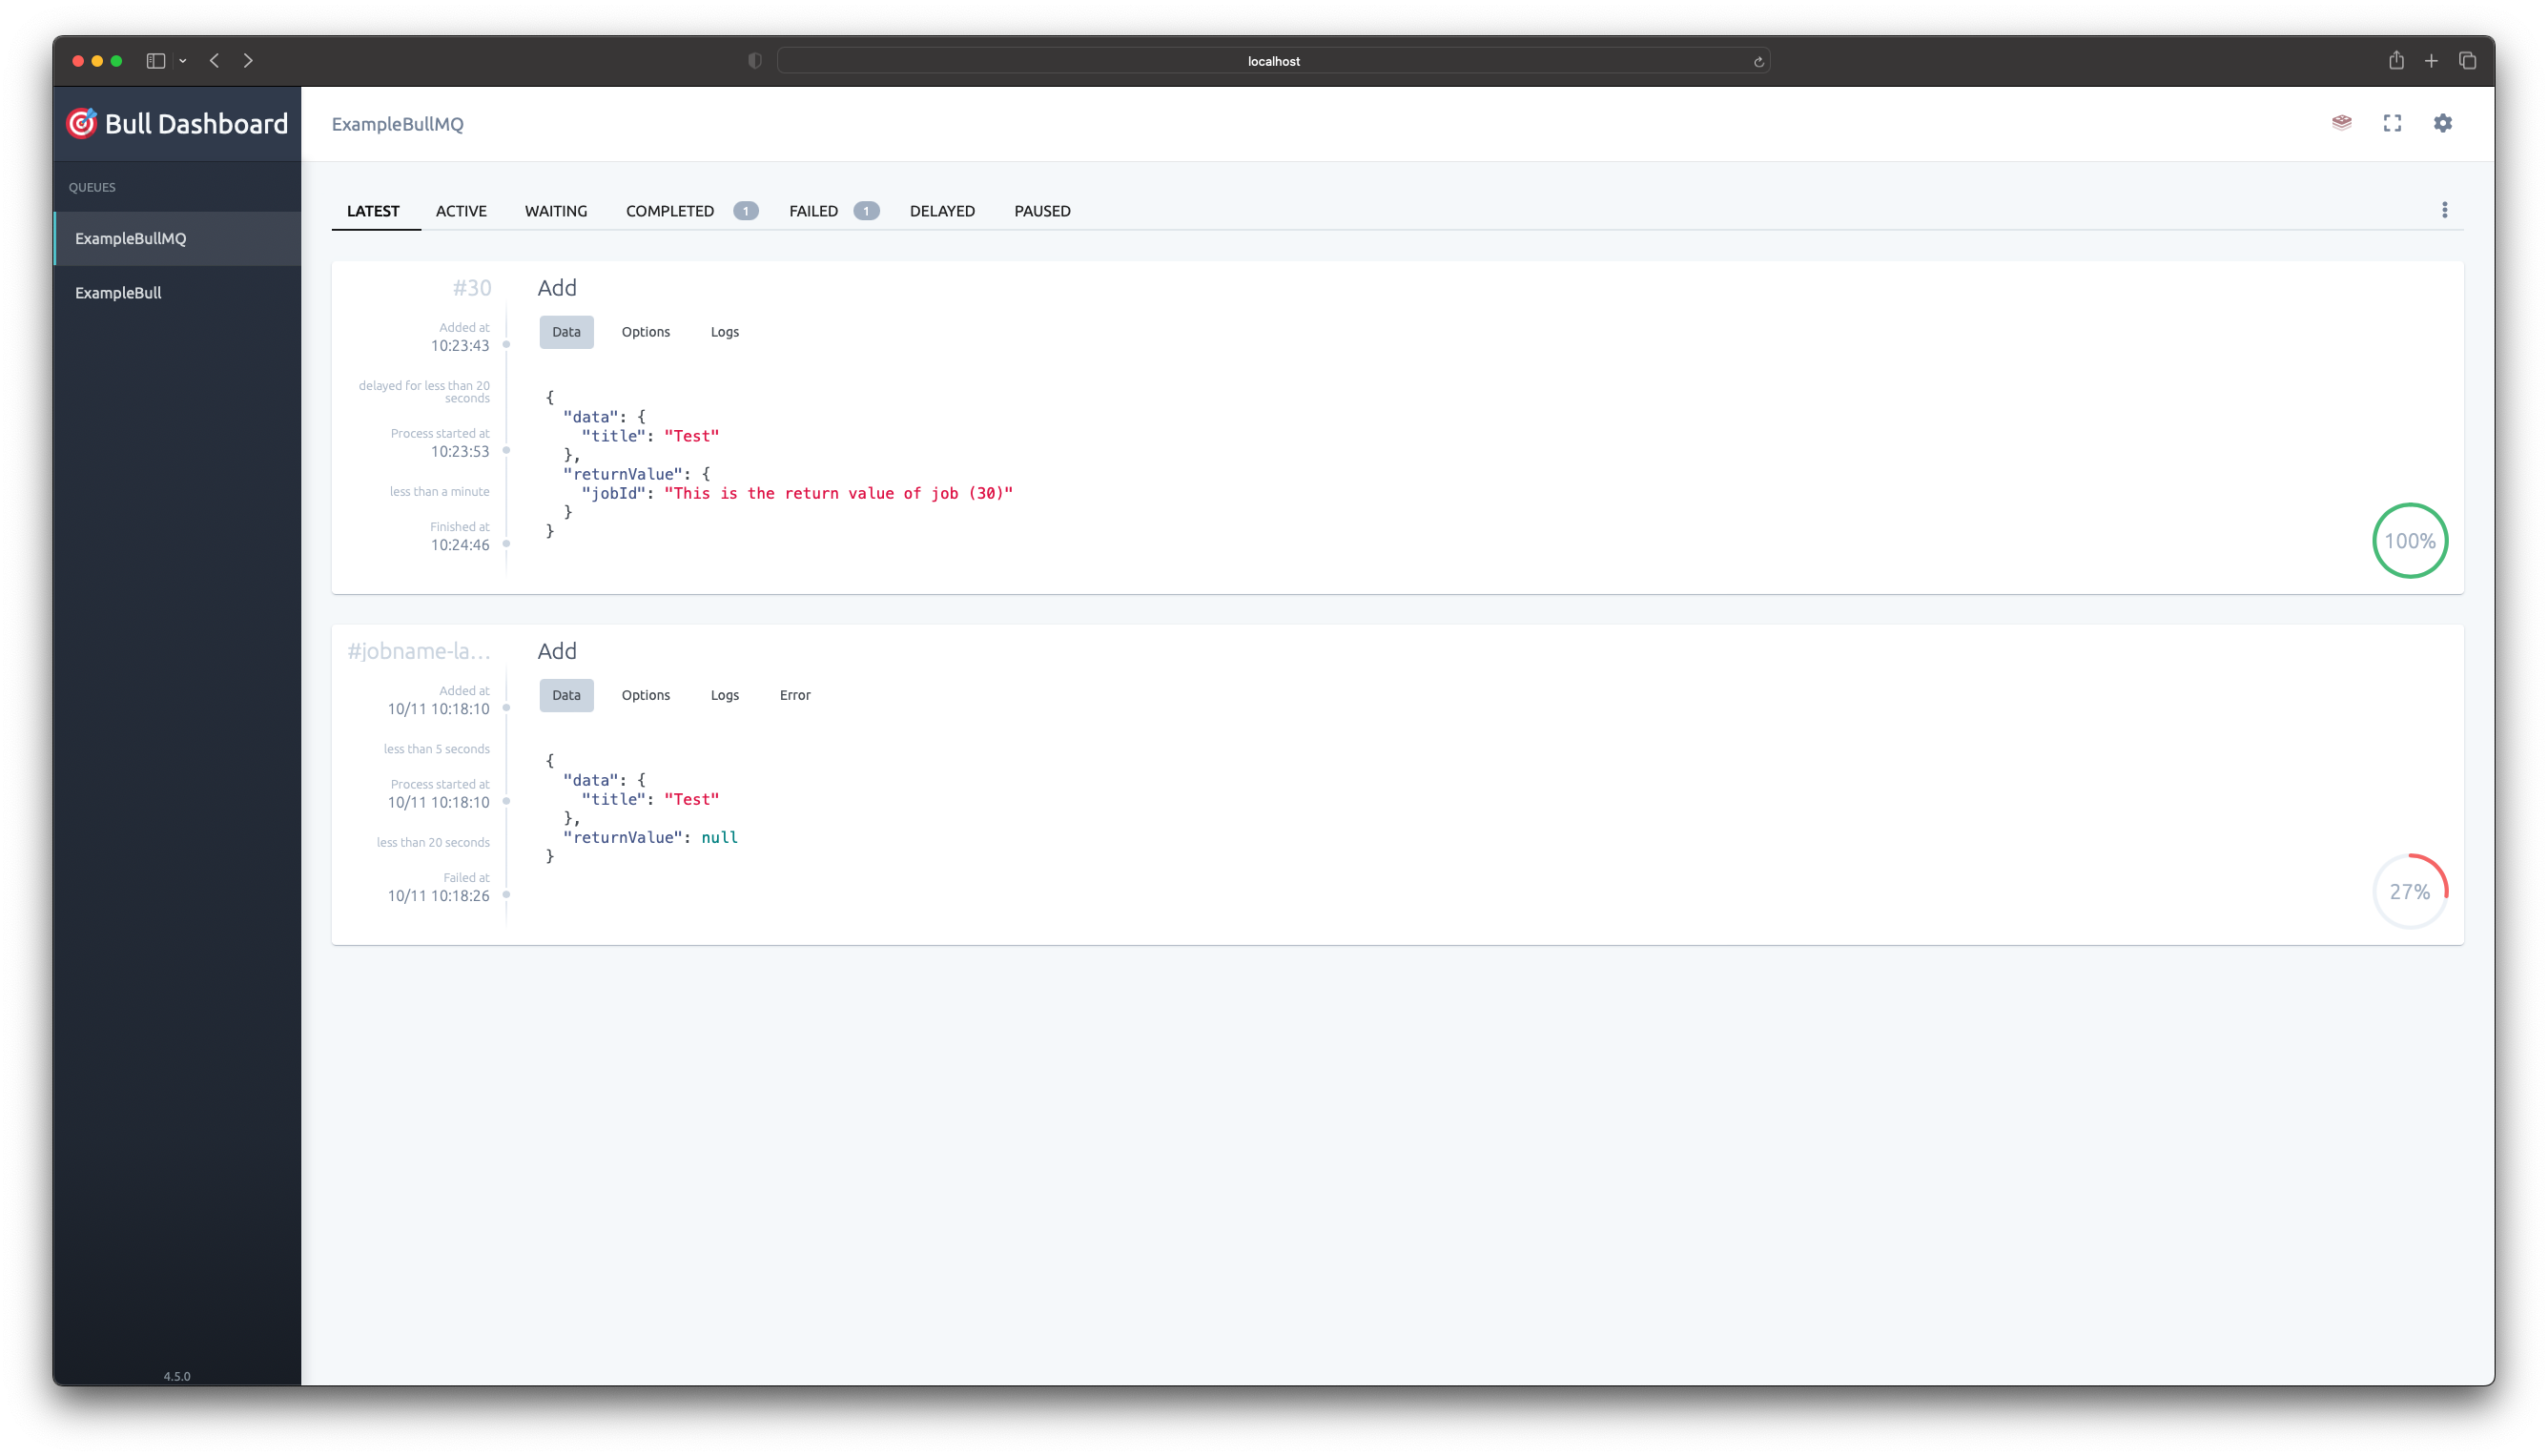 localhost
Bull Dashboard
ExampleBullMQ
QUEUES
ExampleBullMQ
ExampleBull
4.5.0
LATEST ACTIVE WAITING COMPLETED 1 FAILED 1 DELAYED PAUSED
#30
Added at
10:23:43
delayed for less than 20
seconds
Process started at
10:23:53
less than a minute
Finished at
10:24:46
Add
Data Options Logs
{
"data": {
"title": "Test"
},
"returnValue": {
"jobId": "This is the return value of job (30)"
}
}
100%
#jobname-la...
Added at
10/11 10:18:10
less than 5 seconds
Process started at
10/11 10:18:10
less than 20 seconds
Failed at
10/11 10:18:26
Add
Data Options Logs Error
{
"data": {
"title": "Test"
},
"returnValue": null
}
27%